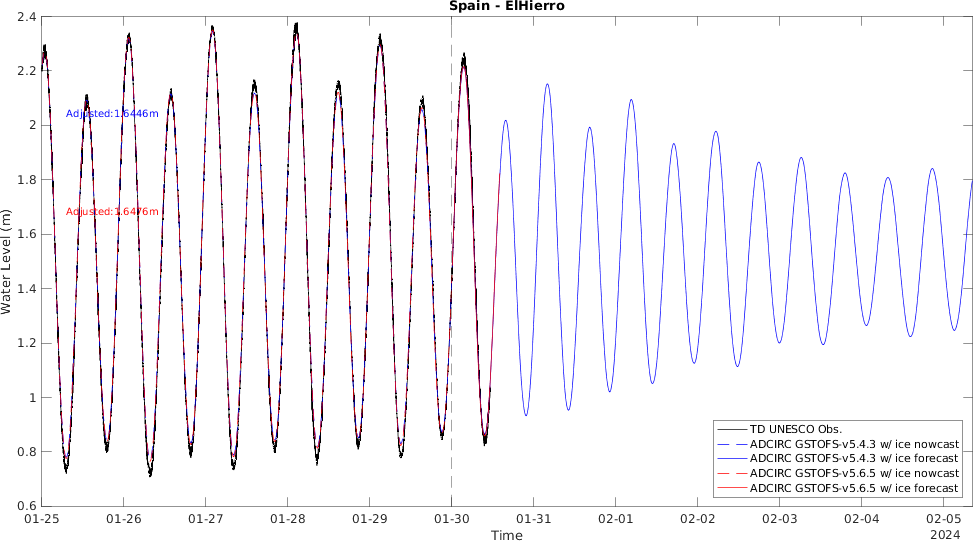 Spain - ElHierro
2.4
2.2
2
1.8
1.6
1.4
1.2
1
0.8
0.6
Water Level (m)
Adjusted:1.6446m
Adjusted:1.6476m
TD UNESCO Obs.
ADCIRC GSTOFS-v5.4.3 w/ ice nowcast
ADCIRC GSTOFS-v5.4.3 w/ ice forecast
ADCIRC GSTOFS-v5.6.5 w/ ice nowcast
ADCIRC GSTOFS-v5.6.5 w/ ice forecast
01-25 01-26 01-27 01-28 01-29 01-30 01-31 02-01 02-02 02-03 02-04 02-05
Time
2024